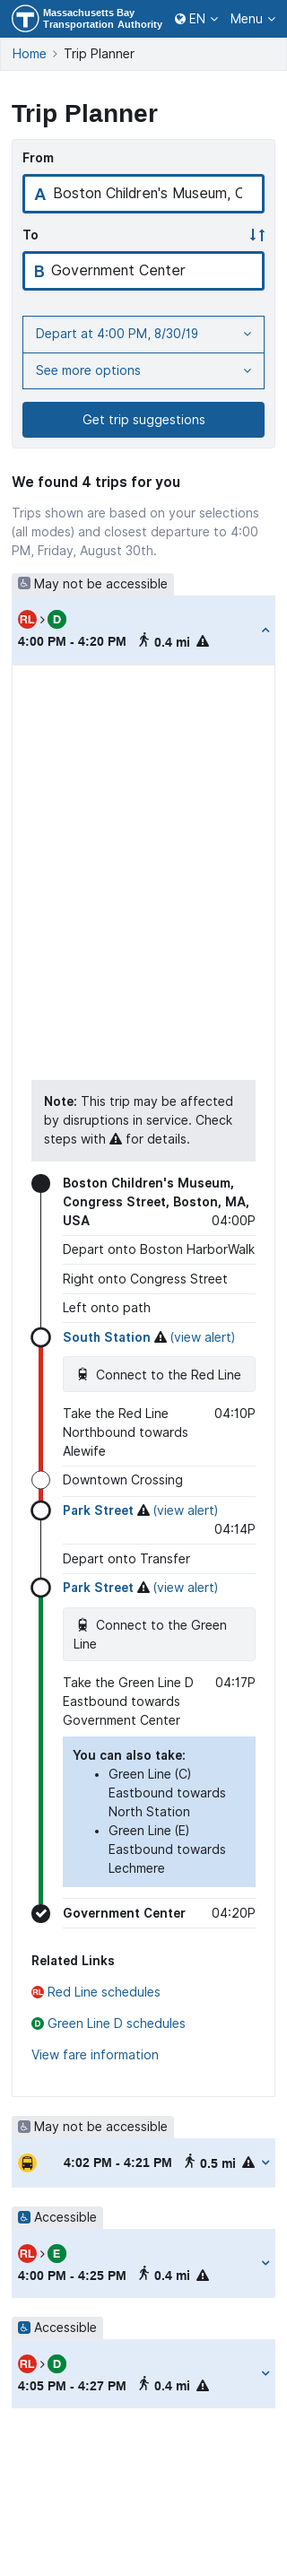 Massachusetts Bay
Transportation Authority
EN
Menu
Home > Trip Planner
Trip Planner
From
A Boston Children's Museum, C
To
B Government Center
Depart at 4:00 PM, 8/30/19
See more options
Get trip suggestions
We found 4 trips for you
Trips shown are based on your selections
(all modes) and closest departure to 4:00
PM, Friday, August 30th.
May not be accessible
RL > D
4:00 PM - 4:20 PM 0.4 mi
Note: This trip may be affected
by disruptions in service. Check
steps with for details.
Boston Children's Museum,
Congress Street, Boston, MA,
USA 04:00P
Depart onto Boston HarborWalk
Right onto Congress Street
Left onto path
South Station (view alert)
Connect to the Red Line
Take the Red Line 04:10P
Northbound towards
Alewife
Downtown Crossing
Park Street (view alert)
04:14P
Depart onto Transfer
Park Street (view alert)
Connect to the Green
Line
Take the Green Line D 04:17P
Eastbound towards
Government Center
You can also take:
• Green Line (C)
Eastbound towards
North Station
• Green Line (E)
Eastbound towards
Lechmere
Government Center 04:20P
Related Links
RL Red Line schedules
D Green Line D schedules
View fare information
May not be accessible
4:02 PM - 4:21 PM 0.5 mi
Accessible
RL > E
4:00 PM - 4:25 PM 0.4 mi
Accessible
RL > D
4:05 PM - 4:27 PM 0.4 mi